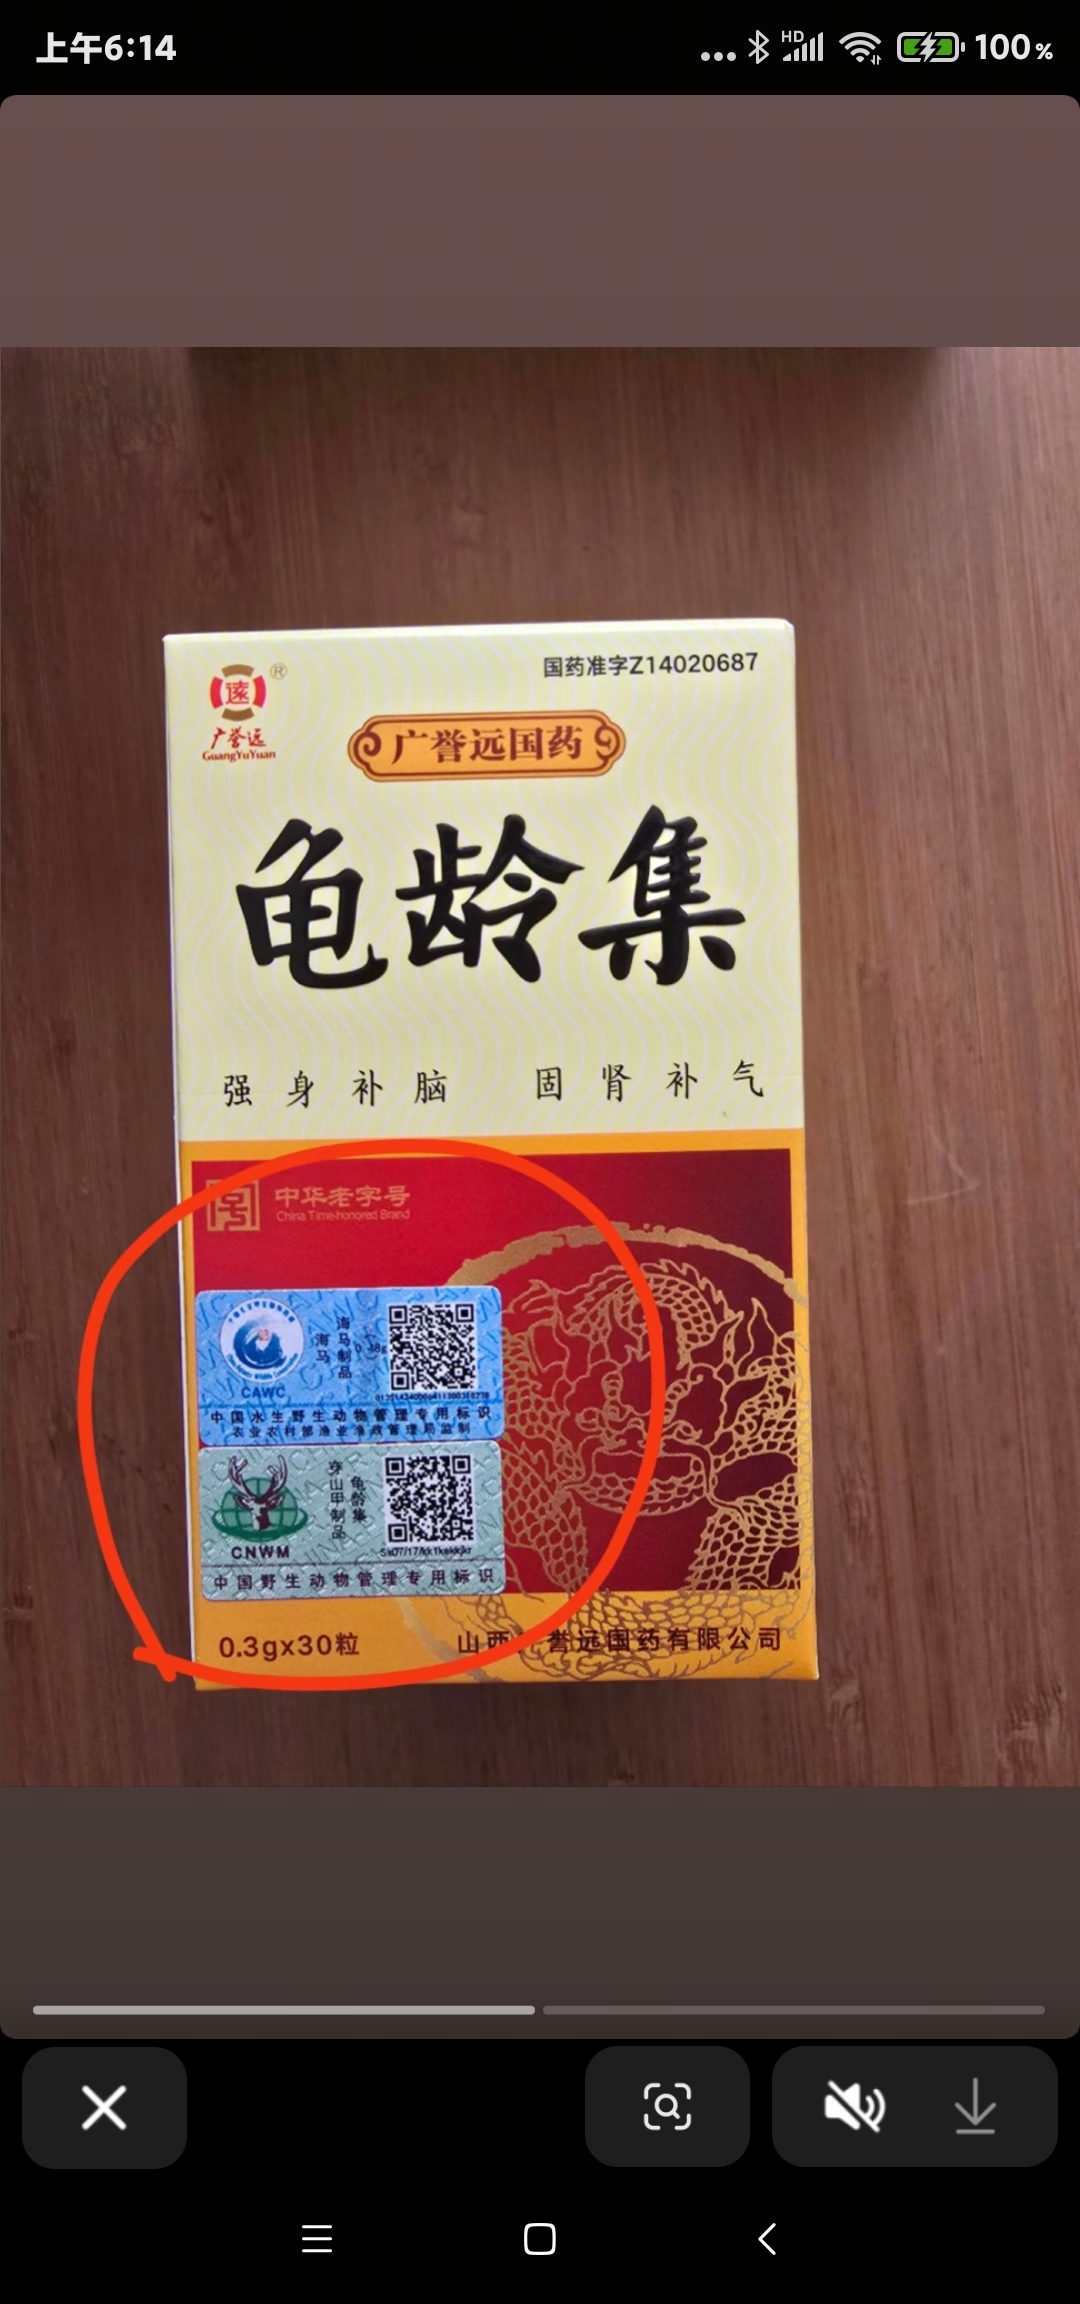 上午6:14
HD
100%
国药准字Z14020687
远
®
广誉远
GuangYuYuan
广誉远国药
龟龄集
强身补脑 固肾补气
中华老字号
China Time-honored Brand
海马
海马制品
CAWC
中国水生野生动物管理专用标识
农业农村部渔业渔政管理局监制
穿山甲制品
龟龄集
CNWM
中国野生动物管理专用标识
0.3gx30粒
山西广誉远国药有限公司